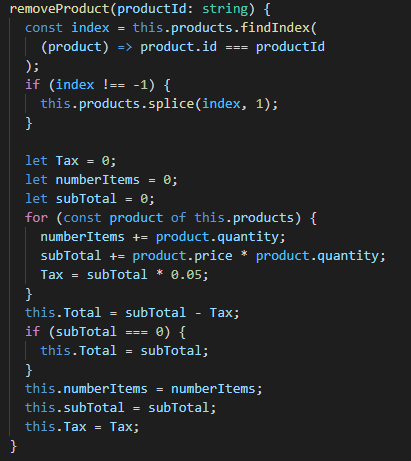 removeProduct(productId: string) {
  const index = this.products.findIndex(
    (product) => product.id === productId
  );
  if (index !== -1) {
    this.products.splice(index, 1);
  }

  let Tax = 0;
  let numberItems = 0;
  let subTotal = 0;
  for (const product of this.products) {
    numberItems += product.quantity;
    subTotal += product.price * product.quantity;
    Tax = subTotal * 0.05;
  }
  this.Total = subTotal - Tax;
  if (subTotal === 0) {
    this.Total = subTotal;
  }
  this.numberItems = numberItems;
  this.subTotal = subTotal;
  this.Tax = Tax;
}